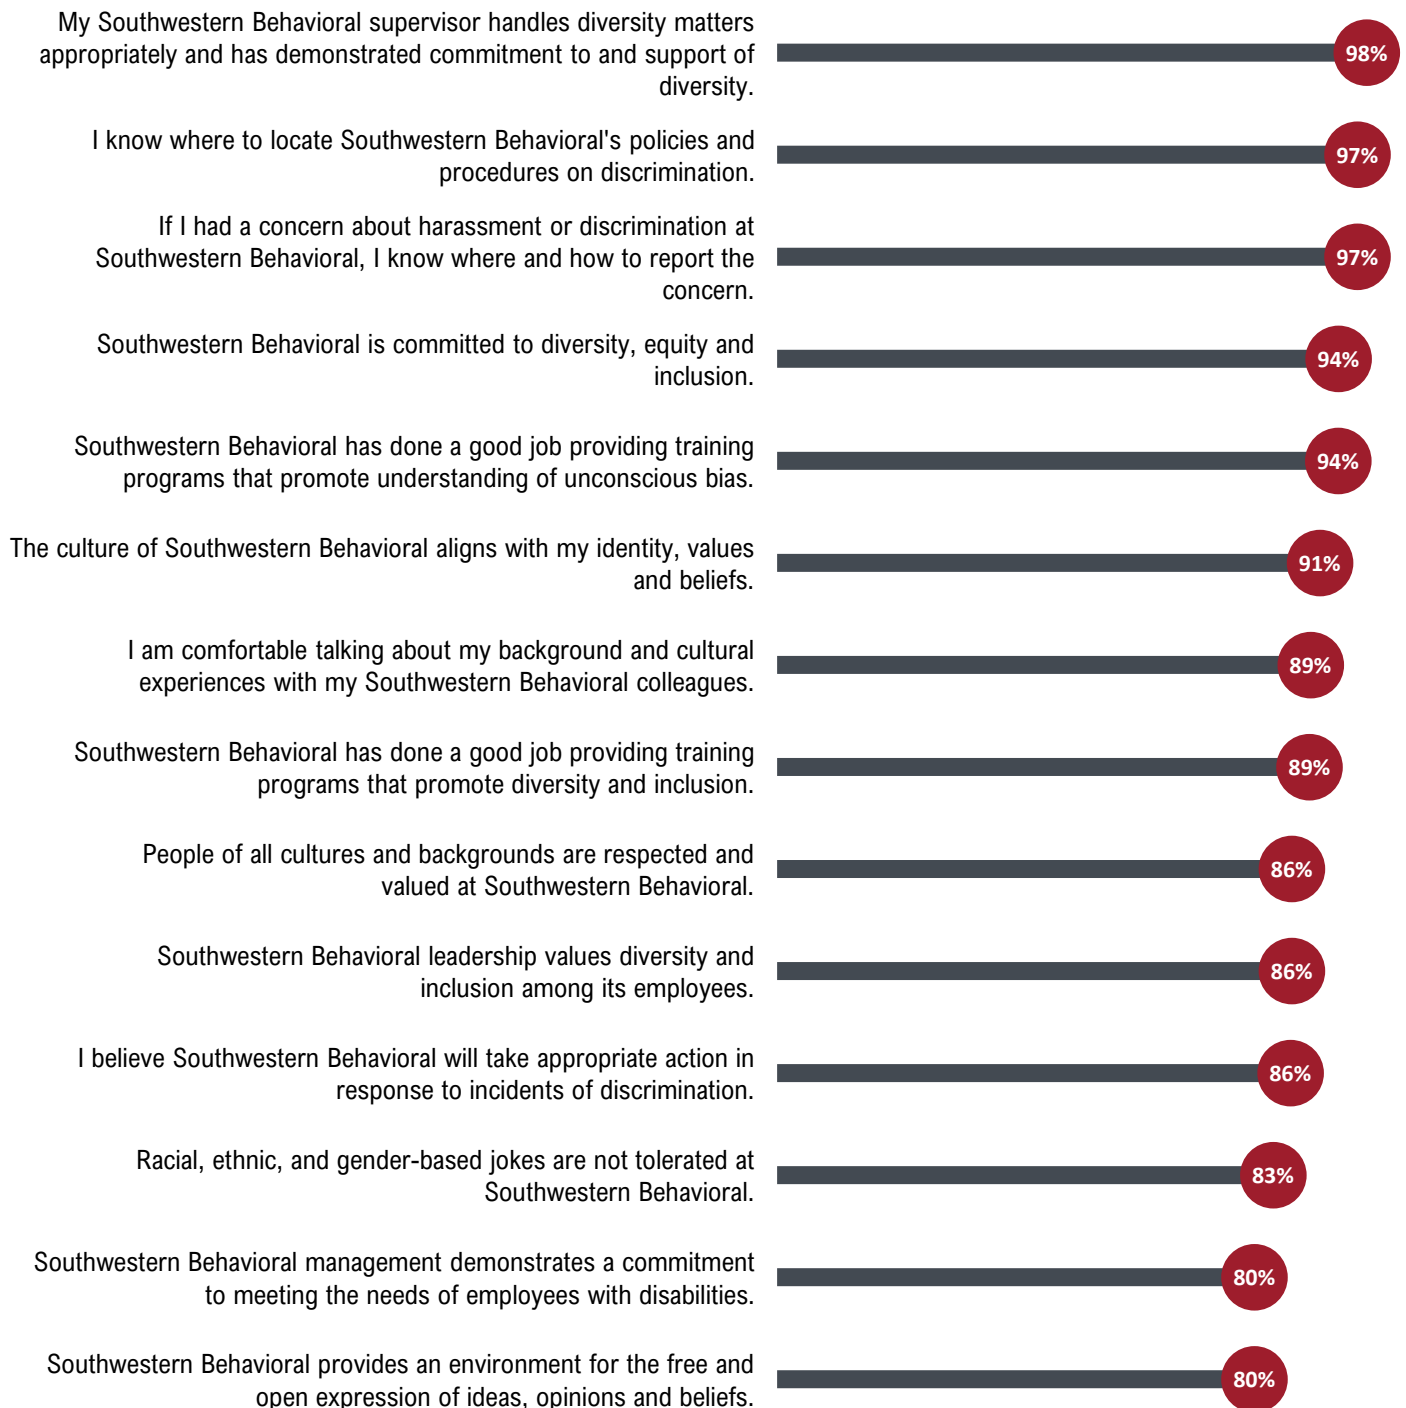 My Southwestern Behavioral supervisor handles diversity matters
appropriately and has demonstrated commitment to and support of
diversity.
98%
I know where to locate Southwestern Behavioral's policies and
procedures on discrimination.
97%
If I had a concern about harassment or discrimination at
Southwestern Behavioral, I know where and how to report the
concern.
97%
Southwestern Behavioral is committed to diversity, equity and
inclusion.
94%
Southwestern Behavioral has done a good job providing training
programs that promote understanding of unconscious bias.
94%
The culture of Southwestern Behavioral aligns with my identity, values
and beliefs.
91%
I am comfortable talking about my background and cultural
experiences with my Southwestern Behavioral colleagues.
89%
Southwestern Behavioral has done a good job providing training
programs that promote diversity and inclusion.
89%
People of all cultures and backgrounds are respected and
valued at Southwestern Behavioral.
86%
Southwestern Behavioral leadership values diversity and
inclusion among its employees.
86%
I believe Southwestern Behavioral will take appropriate action in
response to incidents of discrimination.
86%
Racial, ethnic, and gender-based jokes are not tolerated at
Southwestern Behavioral.
83%
Southwestern Behavioral management demonstrates a commitment
to meeting the needs of employees with disabilities.
80%
Southwestern Behavioral provides an environment for the free and
open expression of ideas, opinions and beliefs.
80%